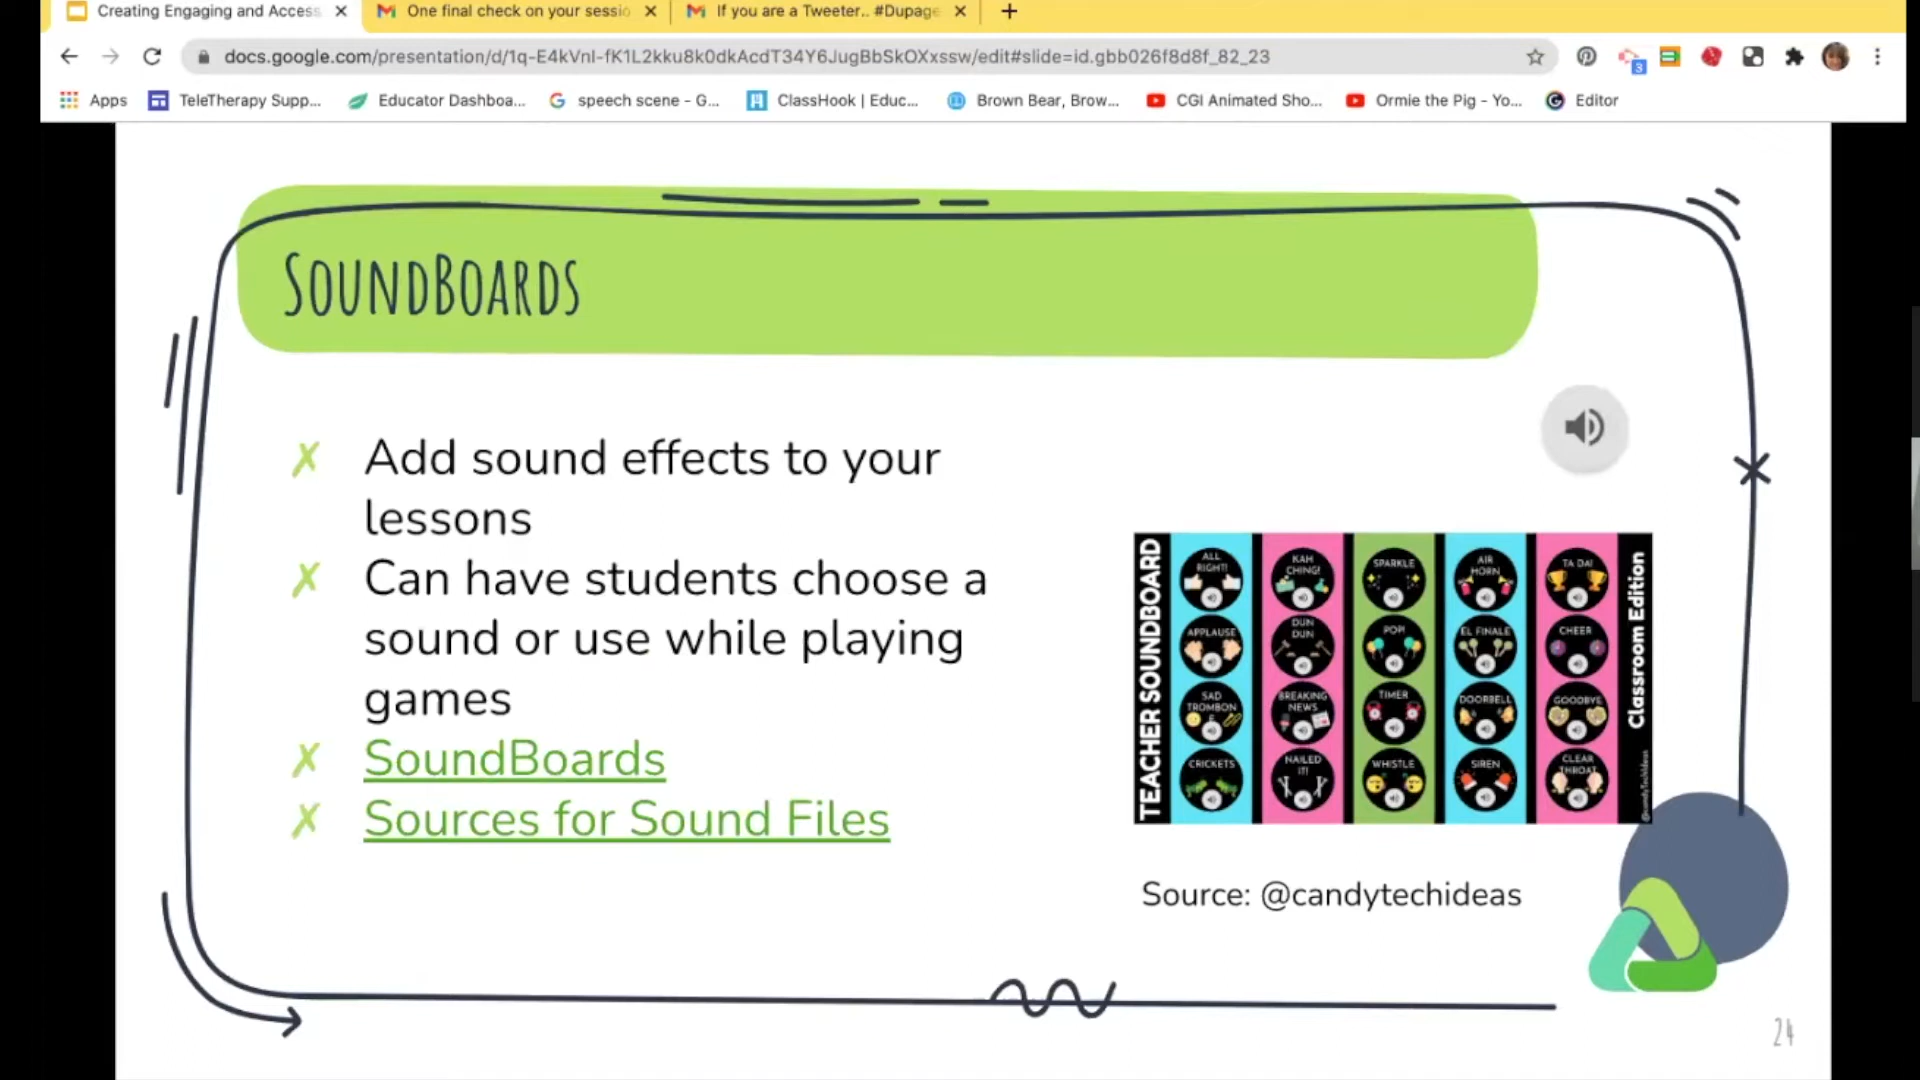 Creating Engaging and Access
One final check on your sessio
If you are a Tweeter.. #Dupage
docs.google.com/presentation/d/1q-E4kVnI-fK1L2kku8k0dkAcdT34Y6JugBbSkOXxssw/edit#slide=id.gbb026f8d8f_82_23
3
Apps
TeleTherapy Supp...
Educator Dashboa...
speech scene - G...
ClassHook | Educ...
Brown Bear, Brow...
CGI Animated Sho...
Ormie the Pig - Yo...
Editor
SOUNDBOARDS
✗ Add sound effects to your
lessons
✗ Can have students choose a
sound or use while playing
games
✗ SoundBoards
✗ Sources for Sound Files
TEACHER SOUNDBOARD
ALL
RIGHT!
KAH
CHING!
SPARKLE
AIR
HORN
TA DA!
APPLAUSE
DUN
DUN
POP!
EL FINALE
CHEER
SAD
TROMBON
E
BREAKING
NEWS
TIMER
DOORBELL
GOODBYE
CRICKETS
NAILED
IT!
WHISTLE
SIREN
CLEAR
THROAT
Classroom Edition
@candyTechIdeas
Source: @candytechideas
24